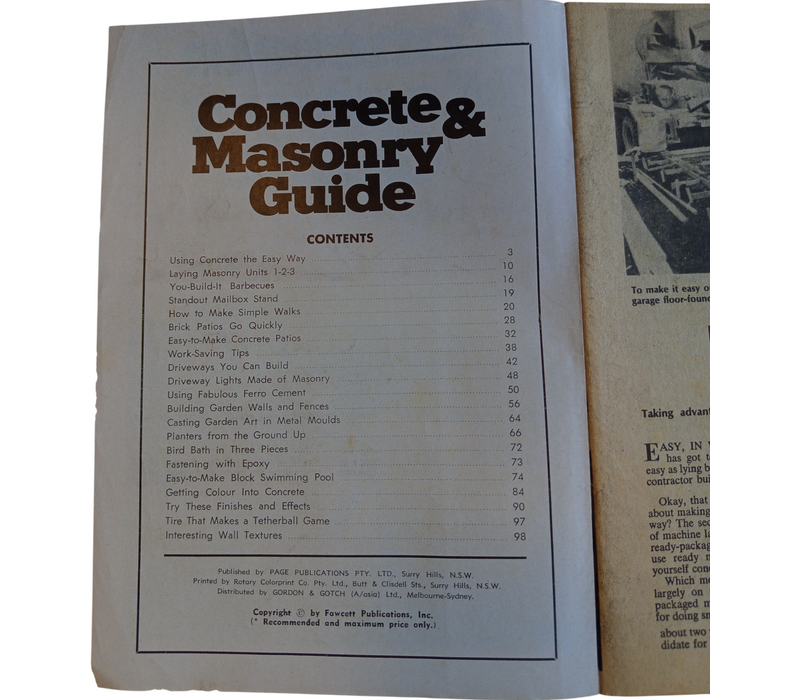 Concrete &
Masonry
Guide
CONTENTS
Using Concrete the Easy Way 3
Laying Masonry Units 1-2-3 10
You-Build-It Barbecues 16
Standout Mailbox Stand 19
How to Make Simple Walks 20
Brick Patios Go Quickly 28
Easy-to-Make Concrete Patios 32
Work-Saving Tips 38
Driveways You Can Build 42
Driveway Lights Made of Masonry 48
Using Fabulous Ferro Cement 50
Building Garden Walls and Fences 56
Casting Garden Art in Metal Moulds 64
Planters from the Ground Up 66
Bird Bath in Three Pieces 72
Fastening with Epoxy 73
Easy-to-Make Block Swimming Pool 74
Getting Colour Into Concrete 84
Try These Finishes and Effects 90
Tire That Makes a Tetherball Game 97
Interesting Wall Textures 98
Published by PAGE PUBLICATIONS PTY. LTD., Surry Hills, N.S.W.
Printed by Rotary Colorprint Co. Pty. Ltd., Butt & Clisdell Sts., Surry Hills, N.S.W.
Distributed by GORDON & GOTCH (A/asia) Ltd., Melbourne-Sydney.
Copyright © by Fawcett Publications, Inc.
(* Recommended and maximum price only.)
To make it easy
garage floor-foun
Taking advant
EASY, IN
has got
easy as lying
contractor bui
Okay, that
about making
way? The sec
of machine
ready-packag
use ready
yourself con
Which
largely on
packaged
for doing
about two
didate for